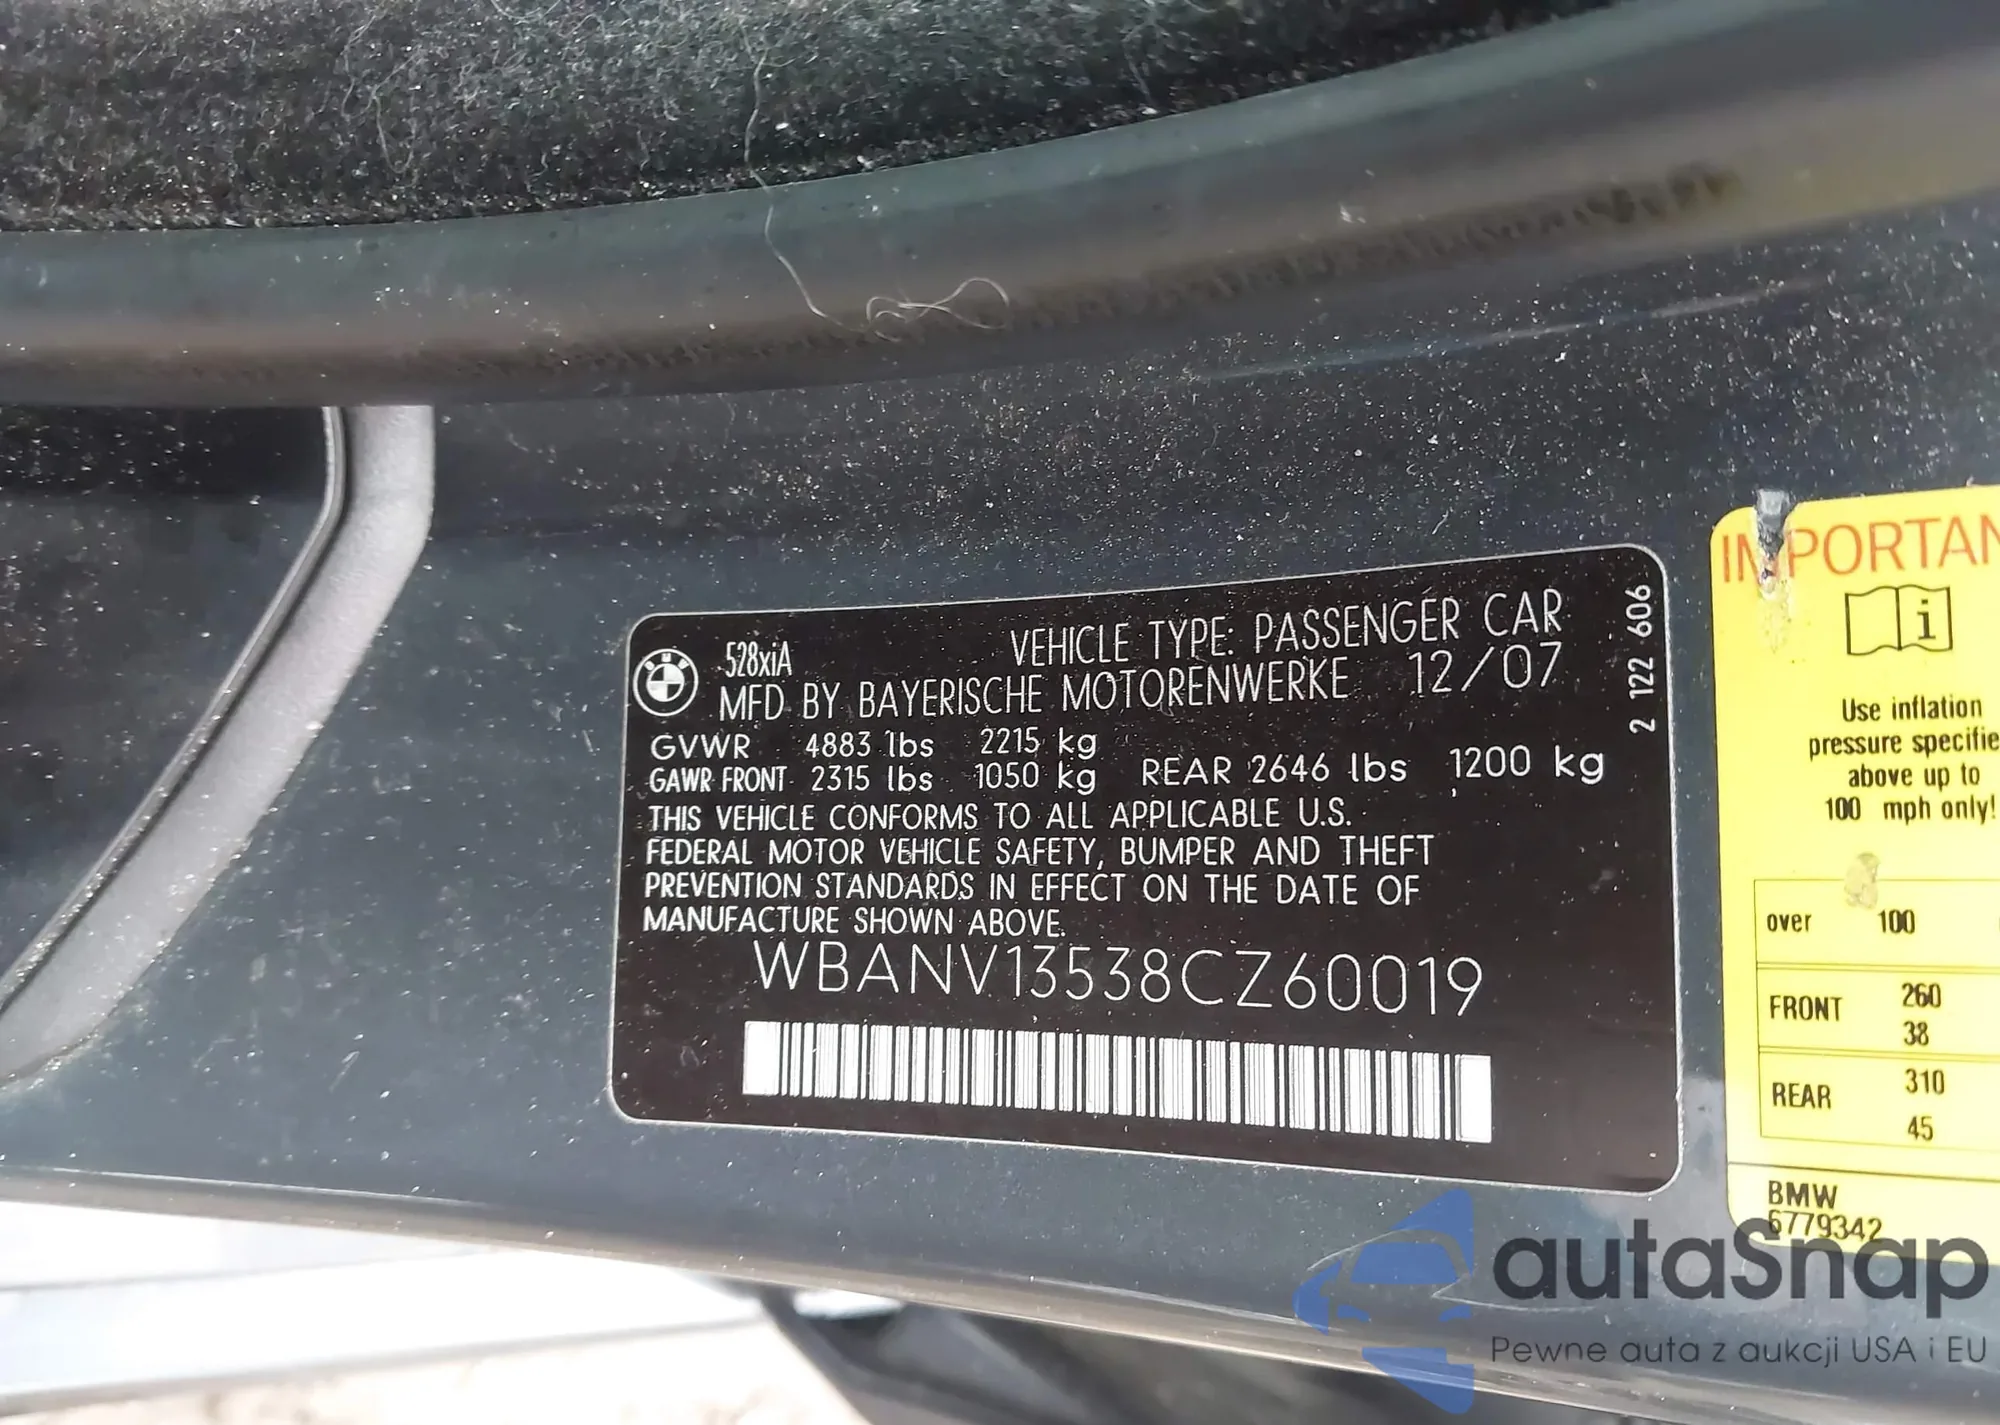 528xiA
VEHICLE TYPE: PASSENGER CAR
MFD BY BAYERISCHE MOTORENWERKE 12/07
GVWR 4883 lbs 2215 kg
GAWR FRONT 2315 lbs 1050 kg REAR 2646 lbs 1200 kg
THIS VEHICLE CONFORMS TO ALL APPLICABLE U.S.
FEDERAL MOTOR VEHICLE SAFETY, BUMPER AND THEFT
PREVENTION STANDARDS IN EFFECT ON THE DATE OF
MANUFACTURE SHOWN ABOVE.
WBANV13538CZ60019
2 122 606
IMPORTAN
i
Use inflation
pressure specifie
above up to
100 mph only!
over 100
FRONT 260
38
REAR 310
45
BMW
6779342
autaSnap
Pewne auta z aukcji USA i EU